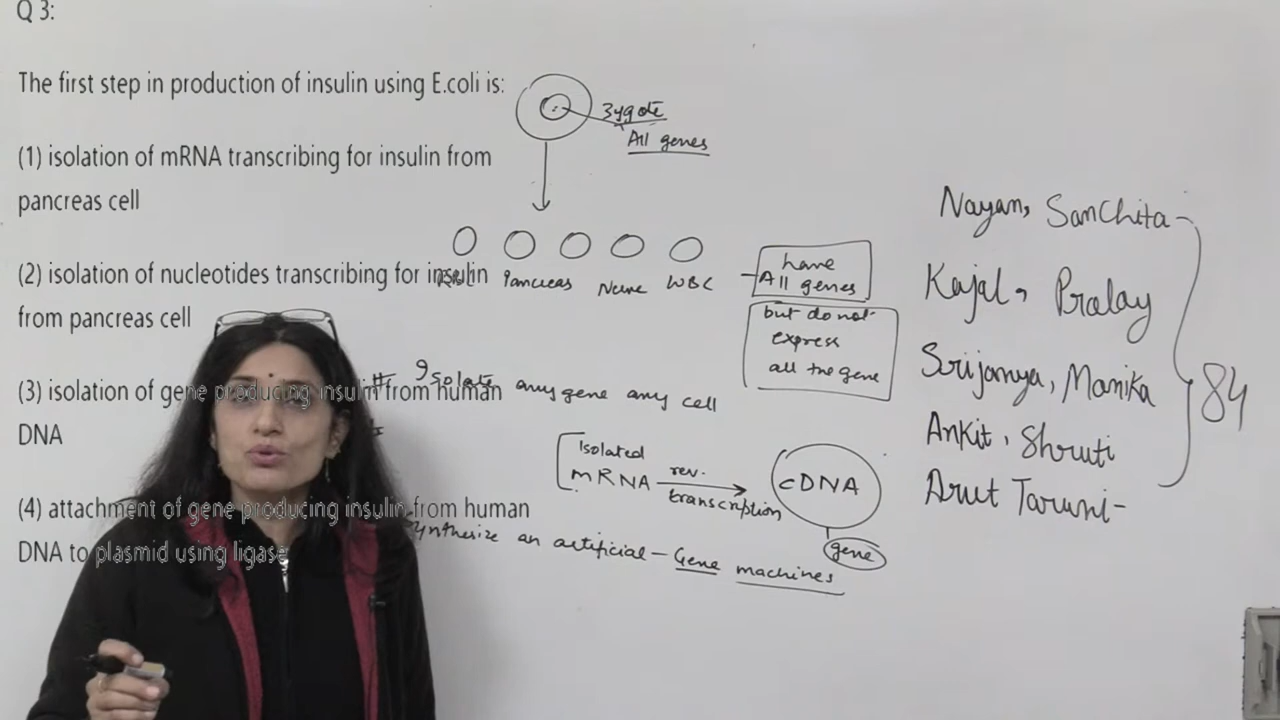 Q 3:
The first step in production of insulin using E.coli is:
(1) isolation of mRNA transcribing for insulin from
pancreas cell
(2) isolation of nucleotides transcribing for insulin
from pancreas cell
(3) isolation of gene producing insulin from human
DNA
(4) attachment of gene producing insulin from human
DNA to plasmid using ligase
Zygote
All genes
Pancreas Nerve WBC
have
All genes
but do not
express
all the gene
# Isolate any gene any cell
Isolated
mRNA rev. transcription
cDNA
gene
synthesize an artificial - Gene machines
Nayan, Sanchita -
Kajal, Pralay
Srijanya, Manika
Ankit, Shruti
Arut Taruni -
84